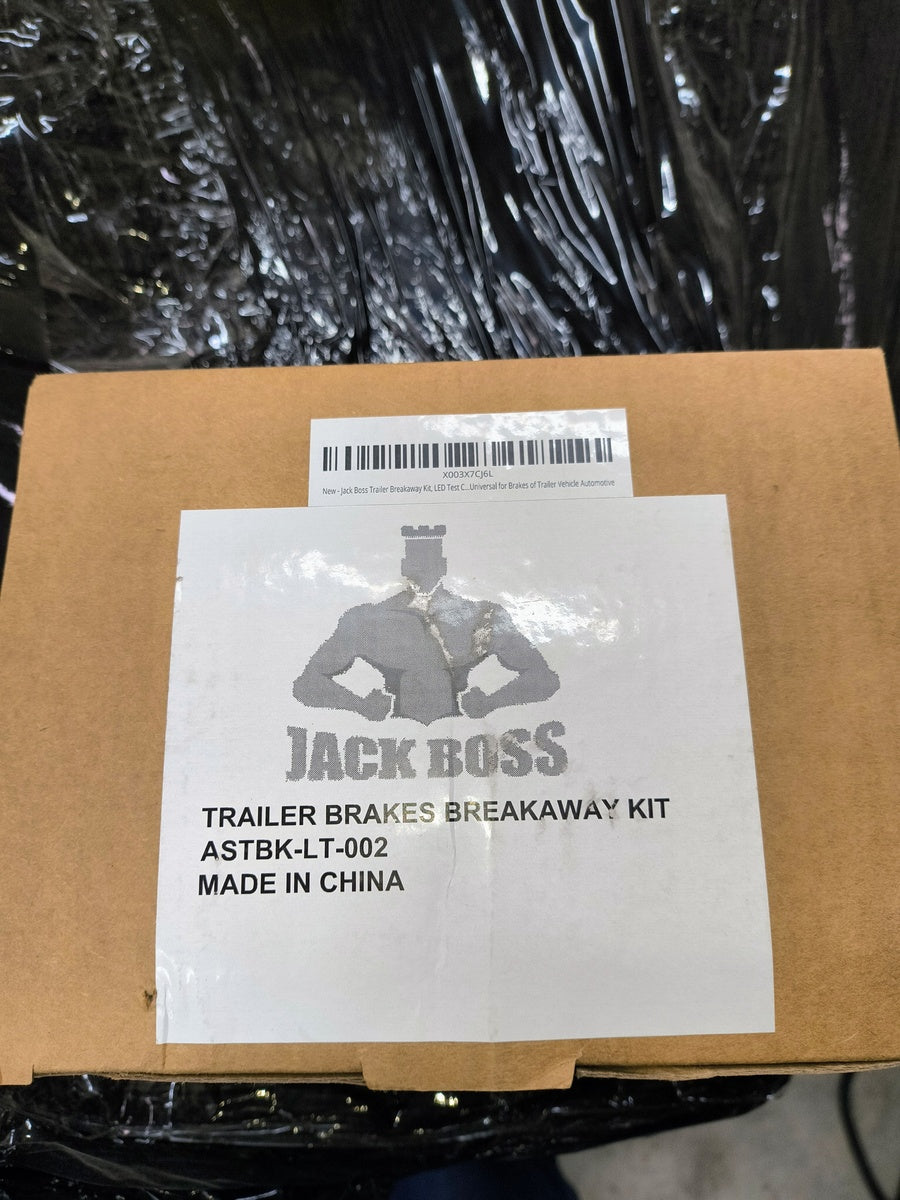 X003X7CJ6L
New - Jack Boss Trailer Breakaway Kit, LED Test C...Universal for Brakes of Trailer Vehicle Automotive
JACK BOSS
TRAILER BRAKES BREAKAWAY KIT
ASTBK-LT-002
MADE IN CHINA